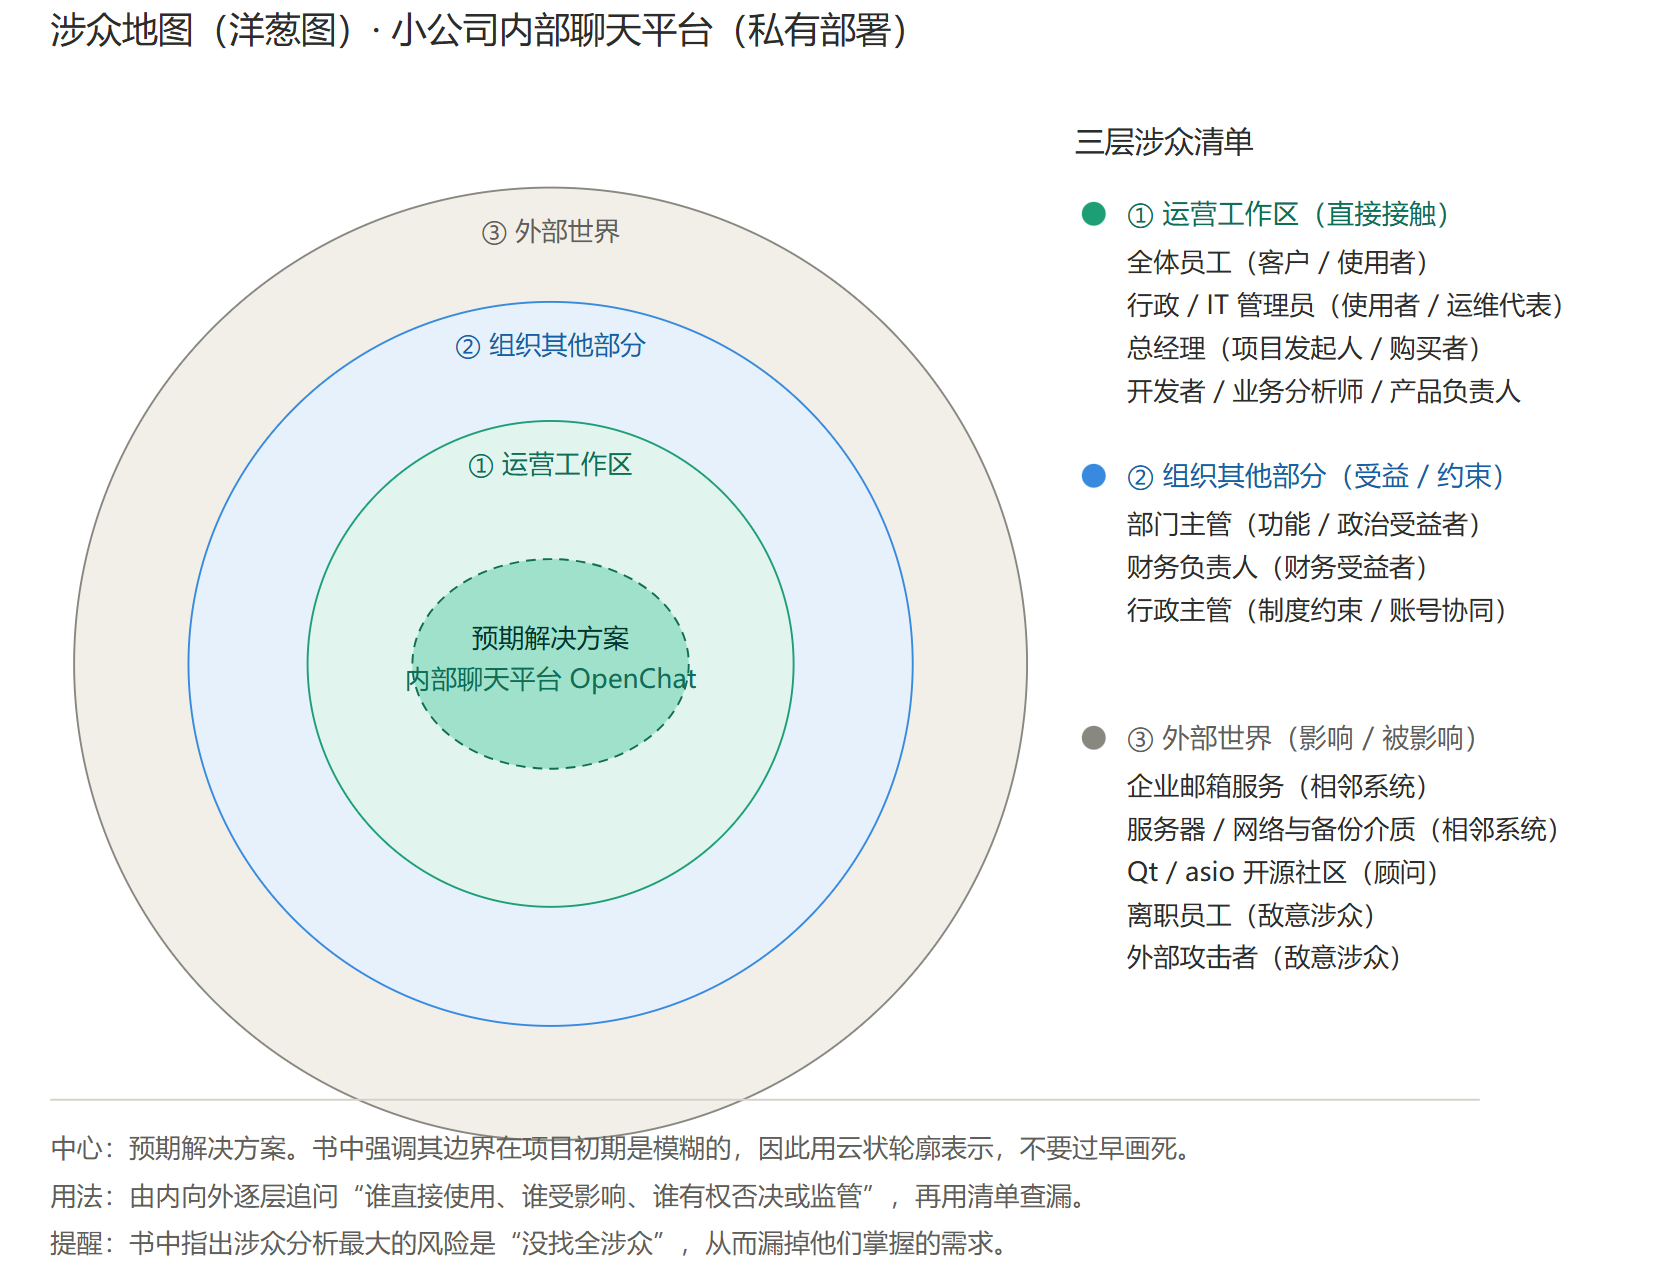 涉众地图（洋葱图）· 小公司内部聊天平台（私有部署）
③ 外部世界
② 组织其他部分
① 运营工作区
预期解决方案
内部聊天平台 OpenChat
三层涉众清单
① 运营工作区（直接接触）
全体员工（客户 / 使用者）
行政 / IT 管理员（使用者 / 运维代表）
总经理（项目发起人 / 购买者）
开发者 / 业务分析师 / 产品负责人
② 组织其他部分（受益 / 约束）
部门主管（功能 / 政治受益者）
财务负责人（财务受益者）
行政主管（制度约束 / 账号协同）
③ 外部世界（影响 / 被影响）
企业邮箱服务（相邻系统）
服务器 / 网络与备份介质（相邻系统）
Qt / asio 开源社区（顾问）
离职员工（敌意涉众）
外部攻击者（敌意涉众）
中心：预期解决方案。书中强调其边界在项目初期是模糊的，因此用云状轮廓表示，不要过早画死。
用法：由内向外逐层追问“谁直接使用、谁受影响、谁有权否决或监管”，再用清单查漏。
提醒：书中指出涉众分析最大的风险是“没找全涉众”，从而漏掉他们掌握的需求。